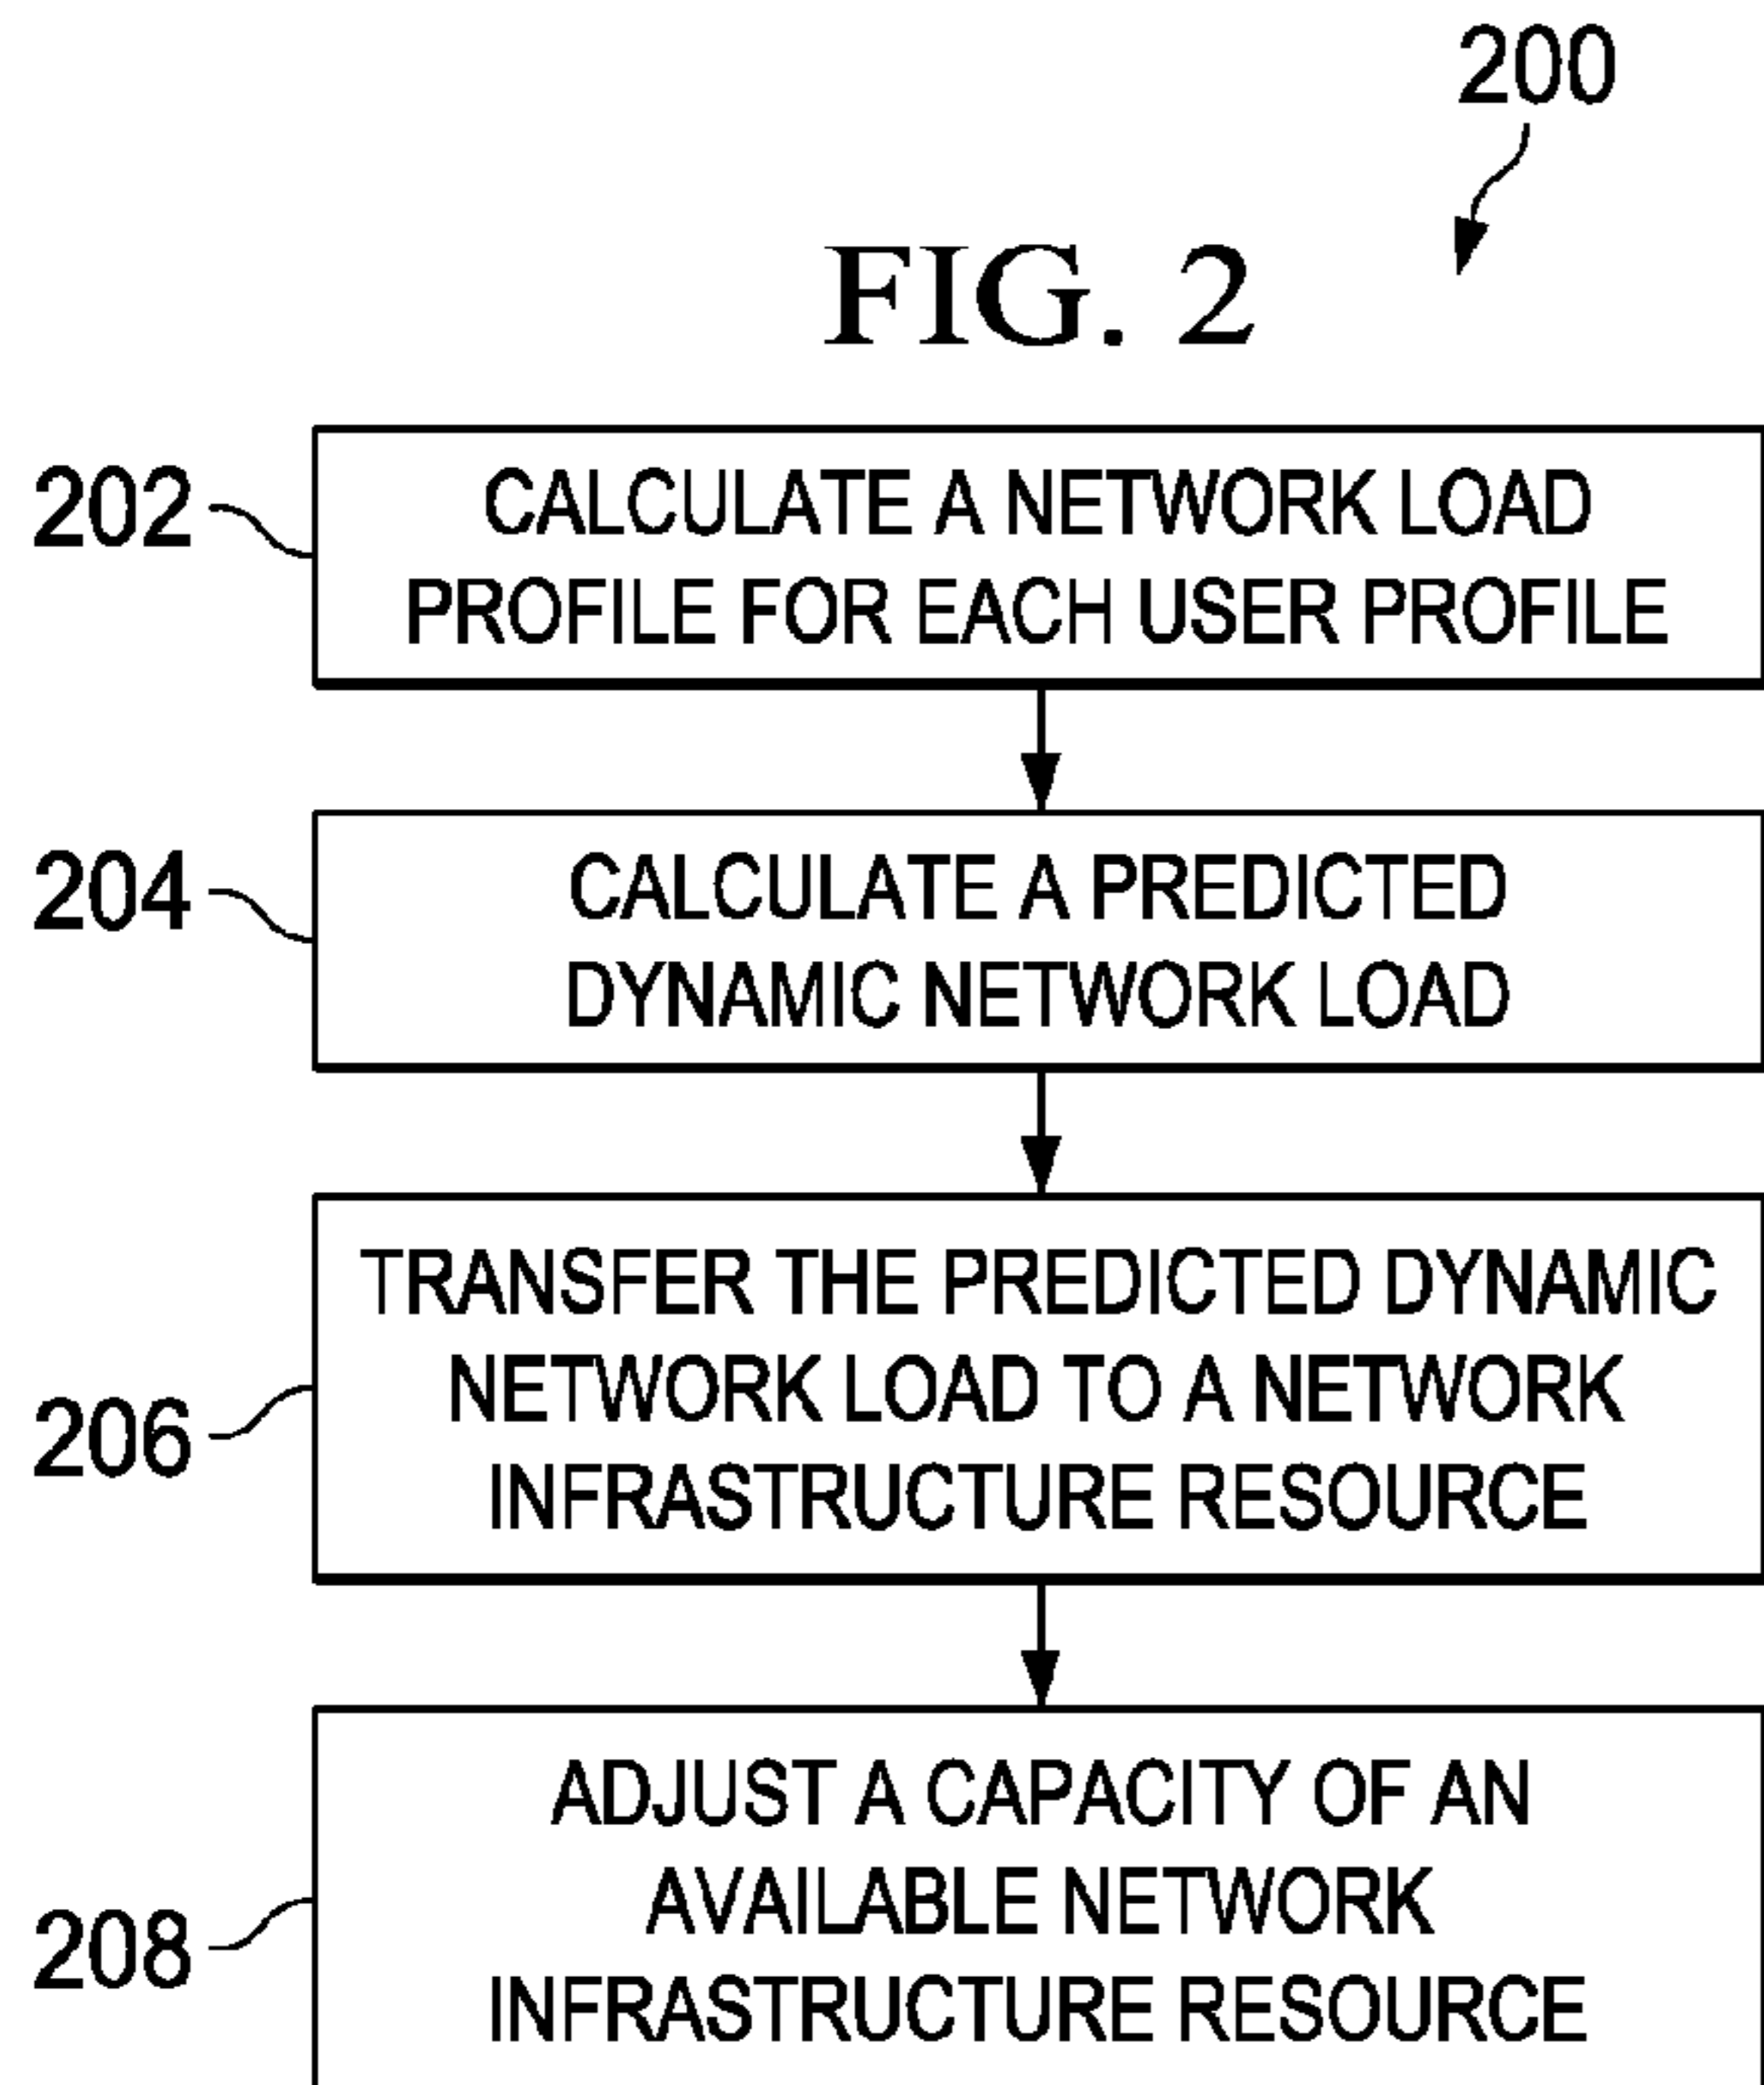 200
FIG. 2
202
CALCULATE A NETWORK LOAD
PROFILE FOR EACH USER PROFILE
204
CALCULATE A PREDICTED
DYNAMIC NETWORK LOAD
206
TRANSFER THE PREDICTED DYNAMIC
NETWORK LOAD TO A NETWORK
INFRASTRUCTURE RESOURCE
208
ADJUST A CAPACITY OF AN
AVAILABLE NETWORK
INFRASTRUCTURE RESOURCE